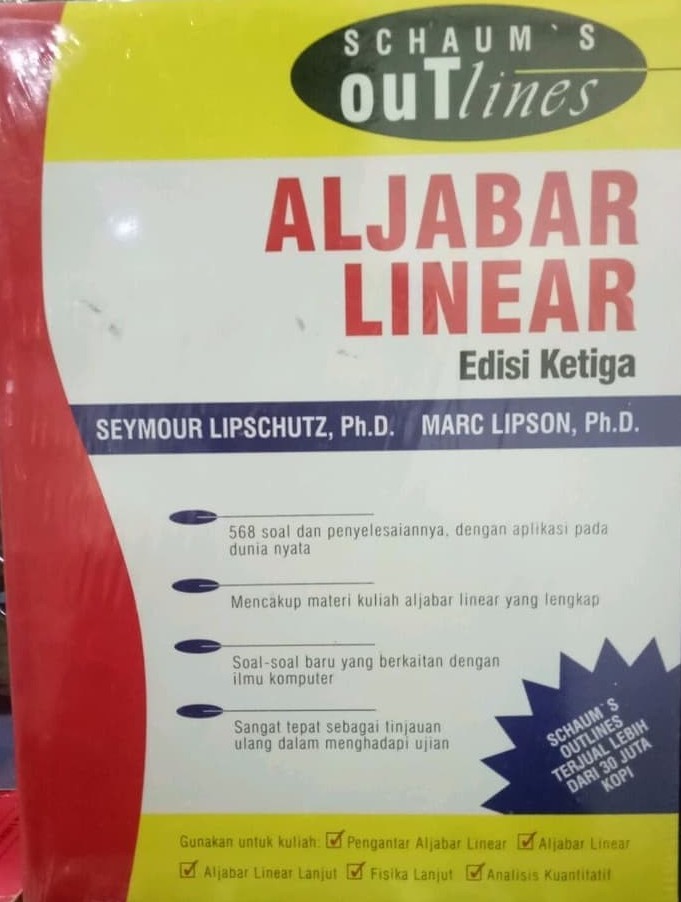 SCHAUM`S
ouTlines
ALJABAR
LINEAR
Edisi Ketiga
SEYMOUR LIPSCHUTZ, Ph.D. MARC LIPSON, Ph.D.
568 soal dan penyelesaiannya, dengan aplikasi pada
dunia nyata
Mencakup materi kuliah aljabar linear yang lengkap
Soal-soal baru yang berkaitan dengan
ilmu komputer
Sangat tepat sebagai tinjauan
ulang dalam menghadapi ujian
SCHAUM`S
OUTLINES
TERJUAL LEBIH
DARI 30 JUTA
KOPI
Gunakan untuk kuliah: ☑ Pengantar Aljabar Linear ☑ Aljabar Linear
☑ Aljabar Linear Lanjut ☑ Fisika Lanjut ☑ Analisis Kuantitatif